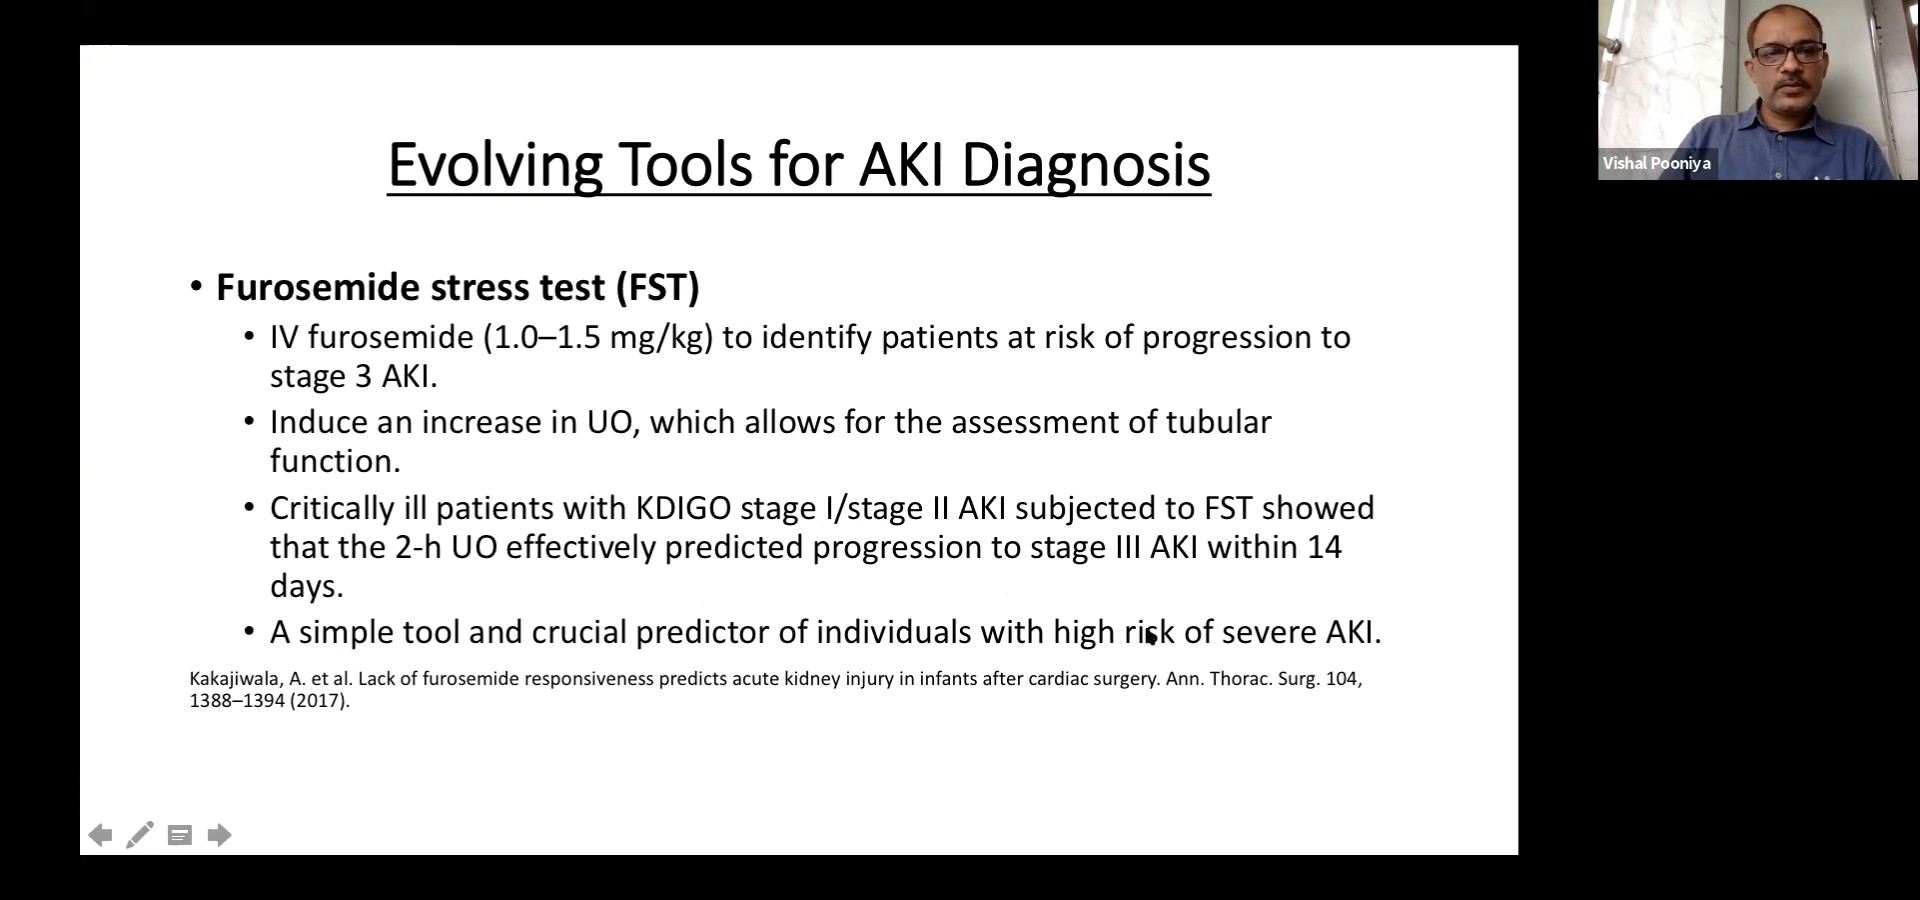 Evolving Tools for AKI Diagnosis
• Furosemide stress test (FST)
• IV furosemide (1.0–1.5 mg/kg) to identify patients at risk of progression to
stage 3 AKI.
• Induce an increase in UO, which allows for the assessment of tubular
function.
• Critically ill patients with KDIGO stage I/stage II AKI subjected to FST showed
that the 2-h UO effectively predicted progression to stage III AKI within 14
days.
• A simple tool and crucial predictor of individuals with high risk of severe AKI.
Kakajiwala, A. et al. Lack of furosemide responsiveness predicts acute kidney injury in infants after cardiac surgery. Ann. Thorac. Surg. 104,
1388–1394 (2017).
Vishal Pooniya